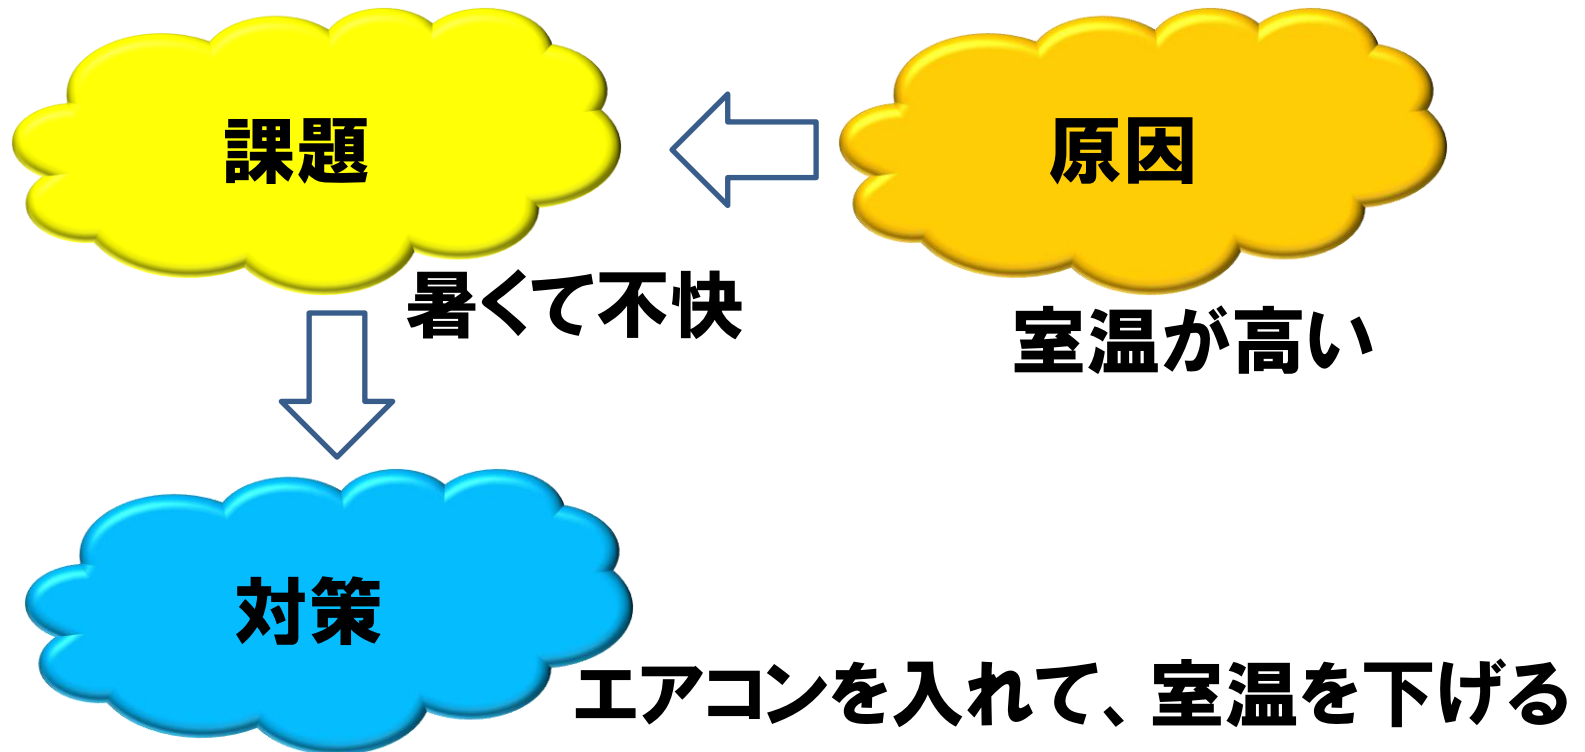 課題
原因
暑くて不快
室温が高い
対策
エアコンを入れて、室温を下げる